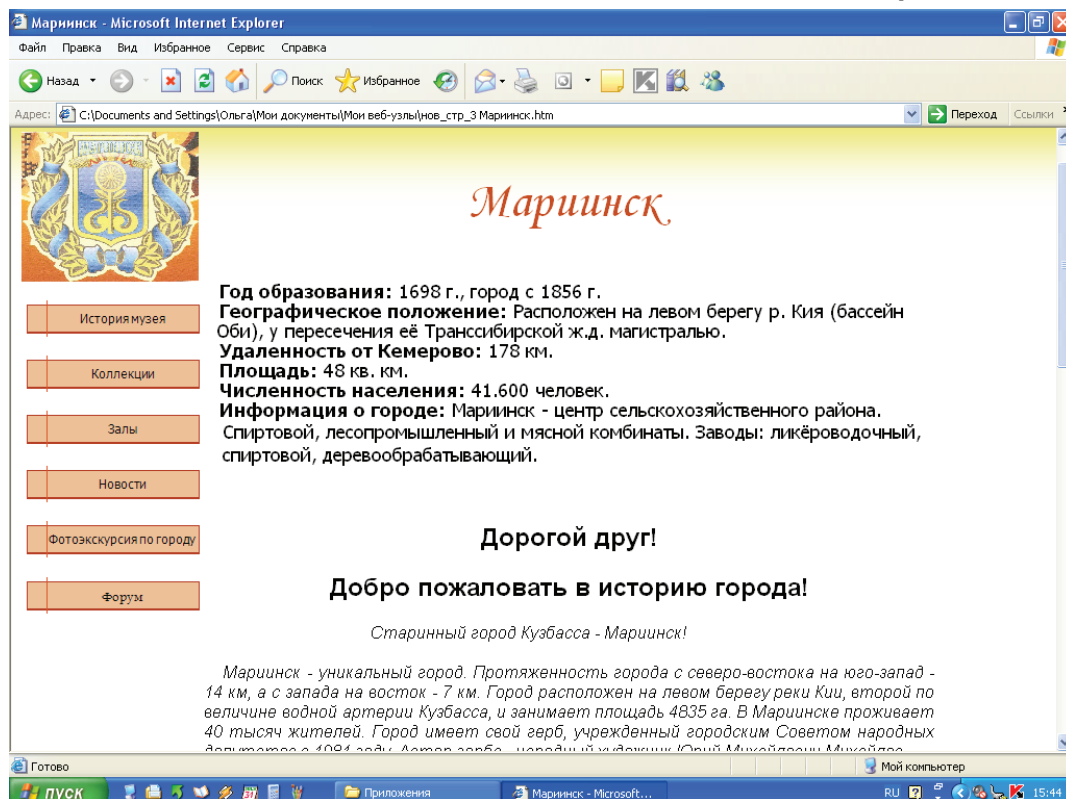 Мариинск - Microsoft Internet Explorer
Файл Правка Вид Избранное Сервис Справка
Назад Поиск Избранное
Адрес: C:\Documents and Settings\Ольга\Мои документы\Мои веб-узлы\нов_стр_3 Мариинск.htm Переход Ссылки
Мариинск
История музея
Коллекции
Залы
Новости
Фотоэкскурсия по городу
Форум
Год образования: 1698 г., город с 1856 г.
Географическое положение: Расположен на левом берегу р. Кия (бассейн
Оби), у пересечения её Транссибирской ж.д. магистралью.
Удаленность от Кемерово: 178 км.
Площадь: 48 кв. км.
Численность населения: 41.600 человек.
Информация о городе: Мариинск - центр сельскохозяйственного района.
Спиртовой, лесопромышленный и мясной комбинаты. Заводы: ликёроводочный,
спиртовой, деревообрабатывающий.
Дорогой друг!
Добро пожаловать в историю города!
Старинный город Кузбасса - Мариинск!
Мариинск - уникальный город. Протяженность города с северо-востока на юго-запад -
14 км, а с запада на восток - 7 км. Город расположен на левом берегу реки Кии, второй по
величине водной артерии Кузбасса, и занимает площадь 4835 га. В Мариинске проживает
40 тысяч жителей. Город имеет свой герб, учрежденный городским Советом народных
Готово Мой компьютер
пуск Приложения Мариинск - Microsoft... RU 15:44